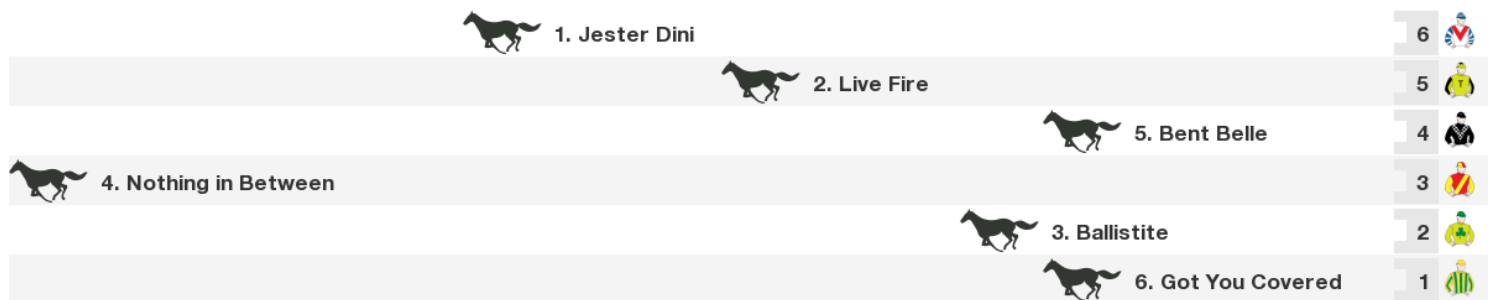 1. Jester Dini 6
2. Live Fire 5 T
5. Bent Belle 4
4. Nothing in Between 3
3. Ballistite 2
6. Got You Covered 1